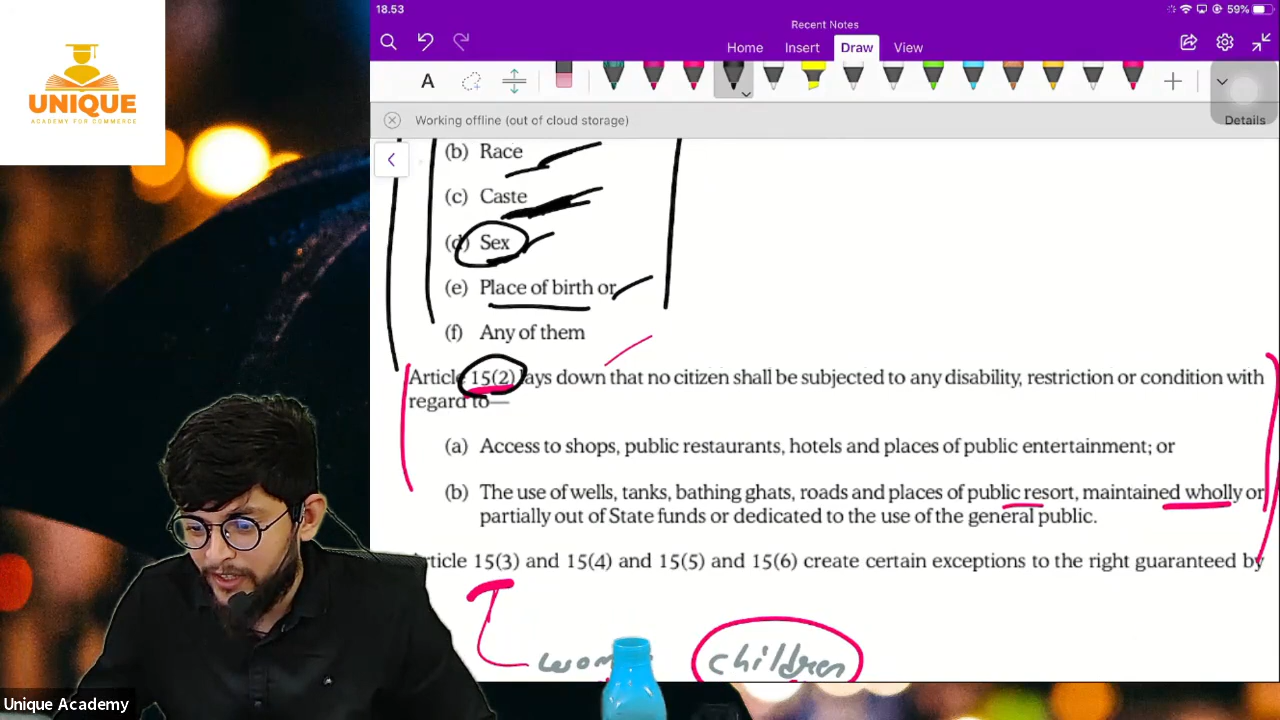 18.53
59%
Recent Notes
Home Insert Draw View
A
Working offline (out of cloud storage)
Details
UNIQUE
ACADEMY FOR COMMERCE
(b) Race
(c) Caste
(d) Sex
(e) Place of birth or
(f) Any of them
Article 15(2) lays down that no citizen shall be subjected to any disability, restriction or condition with
regard to—
(a) Access to shops, public restaurants, hotels and places of public entertainment; or
(b) The use of wells, tanks, bathing ghats, roads and places of public resort, maintained wholly or
partially out of State funds or dedicated to the use of the general public.
rticle 15(3) and 15(4) and 15(5) and 15(6) create certain exceptions to the right guaranteed by
children
Unique Academy